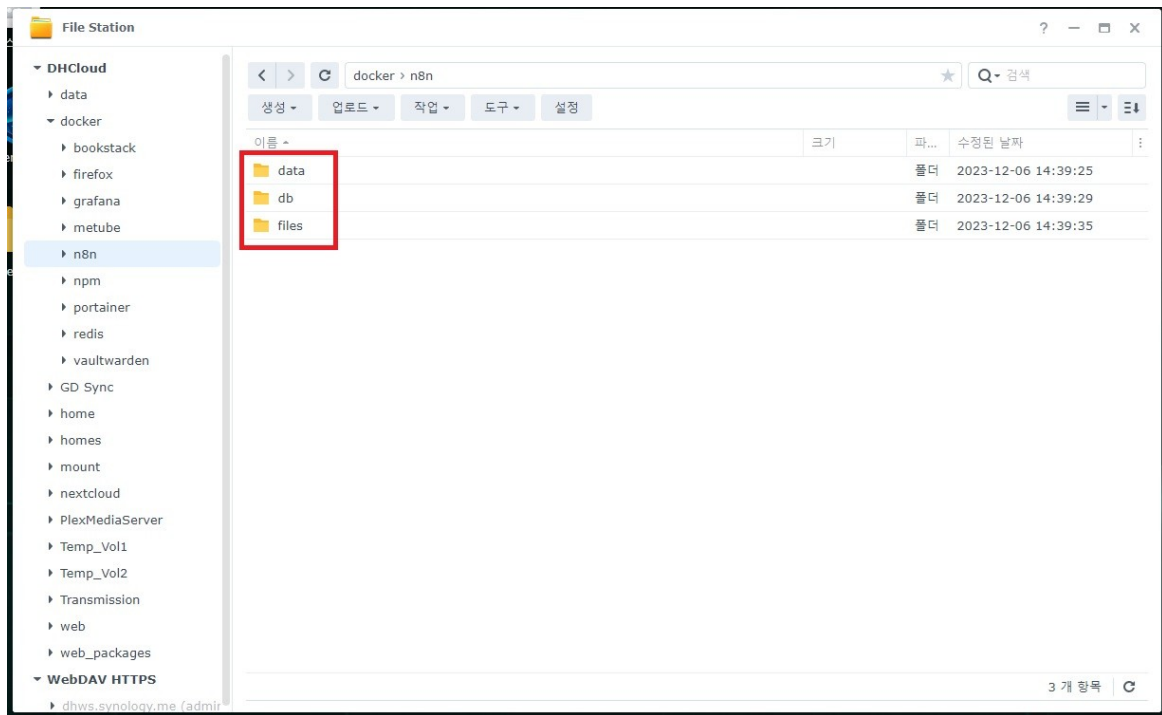 File Station
DHCloud
data
docker
bookstack
firefox
grafana
metube
n8n
npm
portainer
redis
vaultwarden
GD Sync
home
homes
mount
nextcloud
PlexMediaServer
Temp_Vol1
Temp_Vol2
Transmission
web
web_packages
WebDAV HTTPS
dhws.synology.me (admir
docker › n8n
검색
생성 업로드 작업 도구 설정
이름 크기 파... 수정된 날짜
data 폴더 2023-12-06 14:39:25
db 폴더 2023-12-06 14:39:29
files 폴더 2023-12-06 14:39:35
3 개 항목